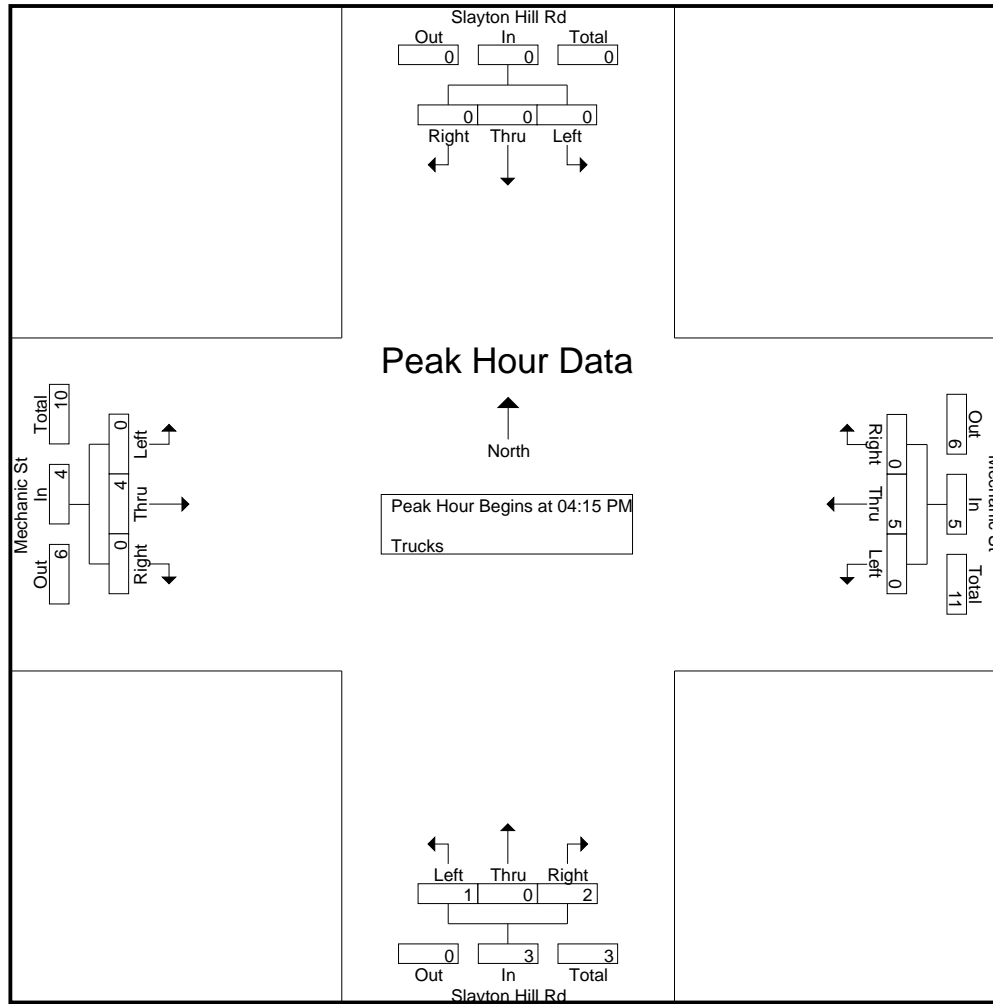 Slayton Hill Rd
Out In Total
0 0 0
0 0 0
Right Thru Left
Peak Hour Data
North
Peak Hour Begins at 04:15 PM
Trucks
Mechanic St
Total In Out
10 4 6
0 4 0
Left Thru Right
Right Thru Left
0 5 0
Out In Total
6 5 11
Mechanic St
Left Thru Right
1 0 2
0 3 3
Out In Total
Slayton Hill Rd